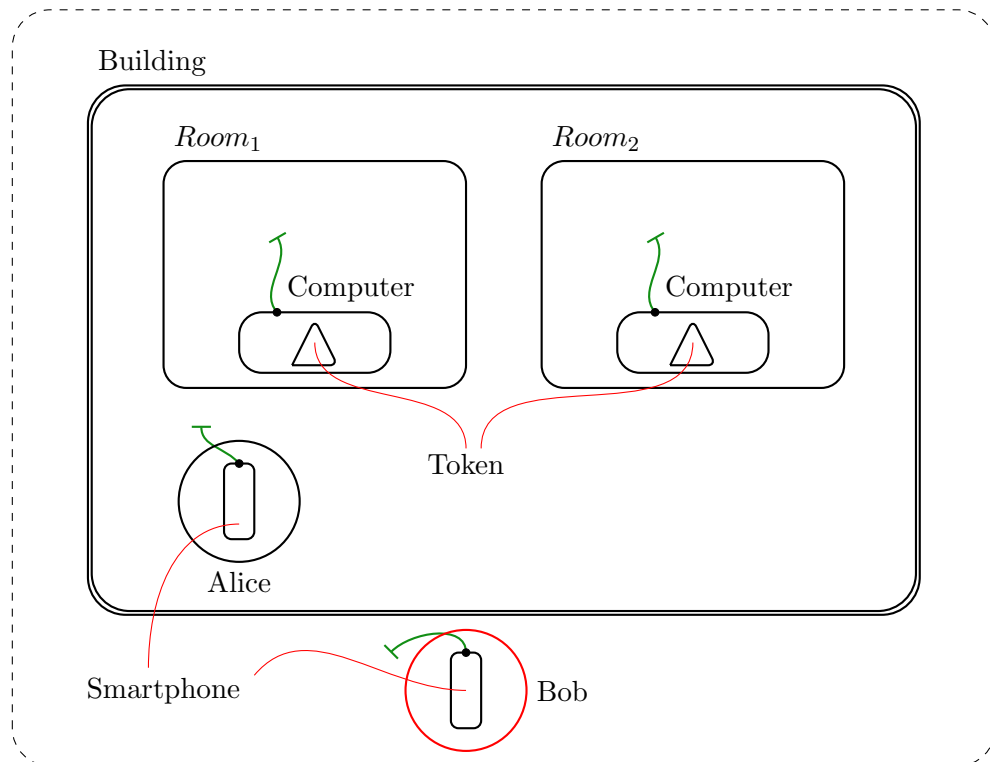 Building
Room₁
Room₂
Computer
Computer
Token
Alice
Smartphone
Bob